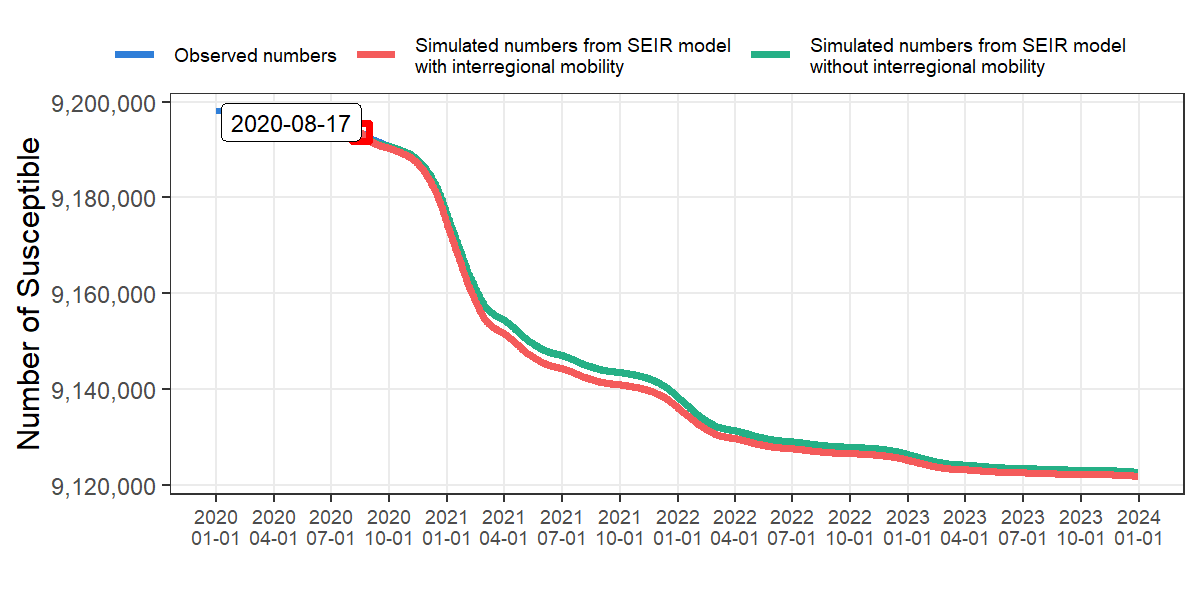 Observed numbers
Simulated numbers from SEIR model
with interregional mobility
Simulated numbers from SEIR model
without interregional mobility
Number of Susceptible
9,200,000
9,180,000
9,160,000
9,140,000
9,120,000
2020-08-17
2020 2020 2020 2020 2021 2021 2021 2021 2022 2022 2022 2022 2023 2023 2023 2023 2024
01-01 04-01 07-01 10-01 01-01 04-01 07-01 10-01 01-01 04-01 07-01 10-01 01-01 04-01 07-01 10-01 01-01